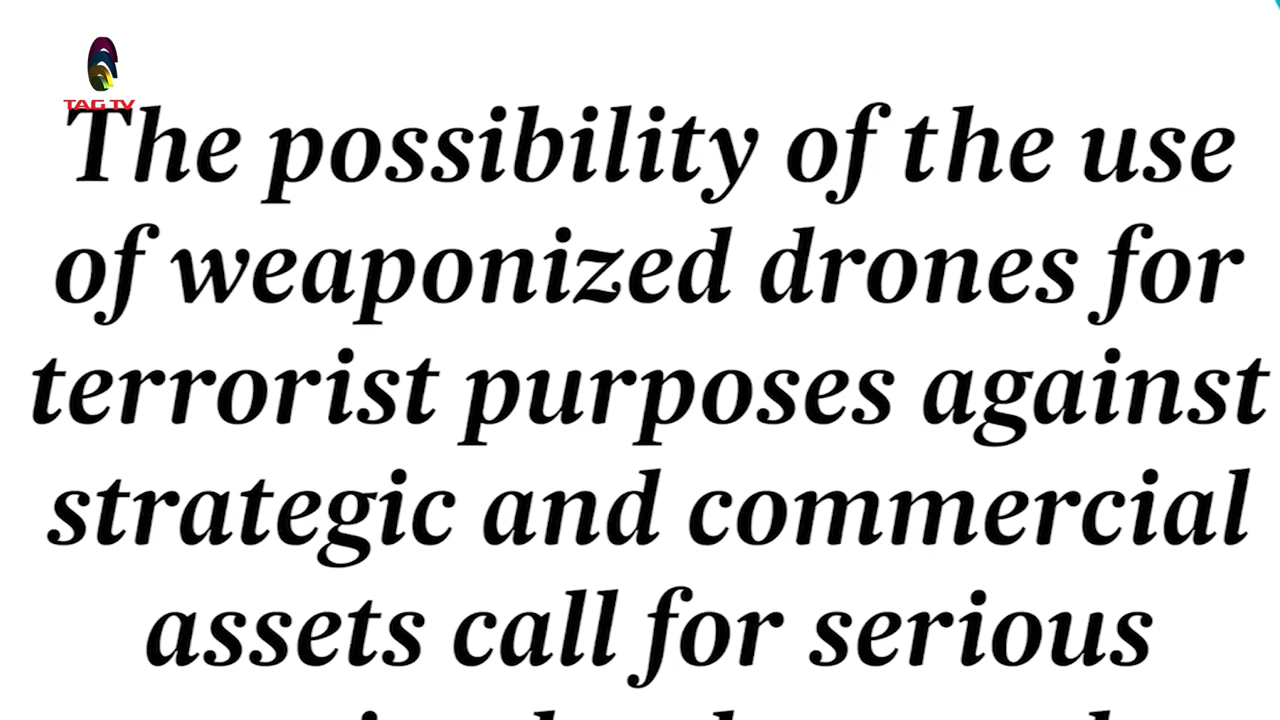 TAG TV
The possibility of the use
of weaponized drones for
terrorist purposes against
strategic and commercial
assets call for serious